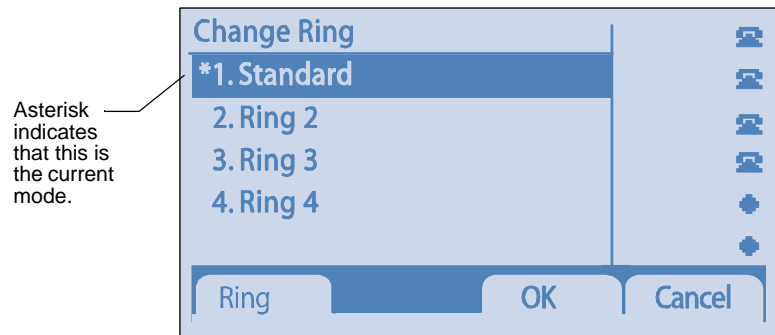 Change Ring
*1. Standard
2. Ring 2
3. Ring 3
4. Ring 4
Ring
OK
Cancel
Asterisk
indicates
that this is
the current
mode.